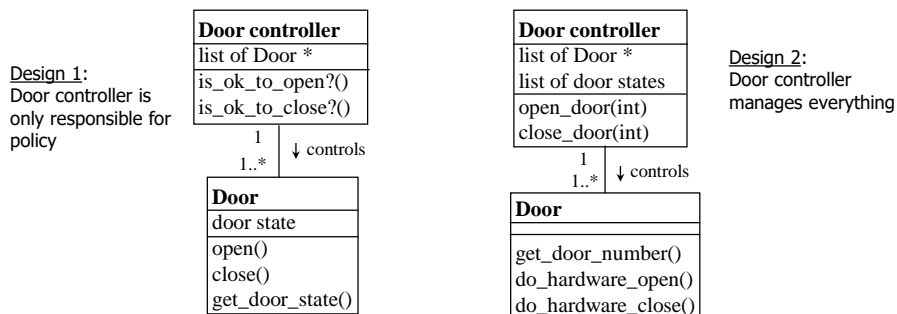 Design 1:
Door controller is
only responsible for
policy
Door controller
list of Door *
is_ok_to_open?()
is_ok_to_close?()
1
↓ controls
1..*
Door
door state
open()
close()
get_door_state()
Door controller
list of Door *
list of door states
open_door(int)
close_door(int)
1
↓ controls
1..*
Door
get_door_number()
do_hardware_open()
do_hardware_close()
Design 2:
Door controller
manages everything